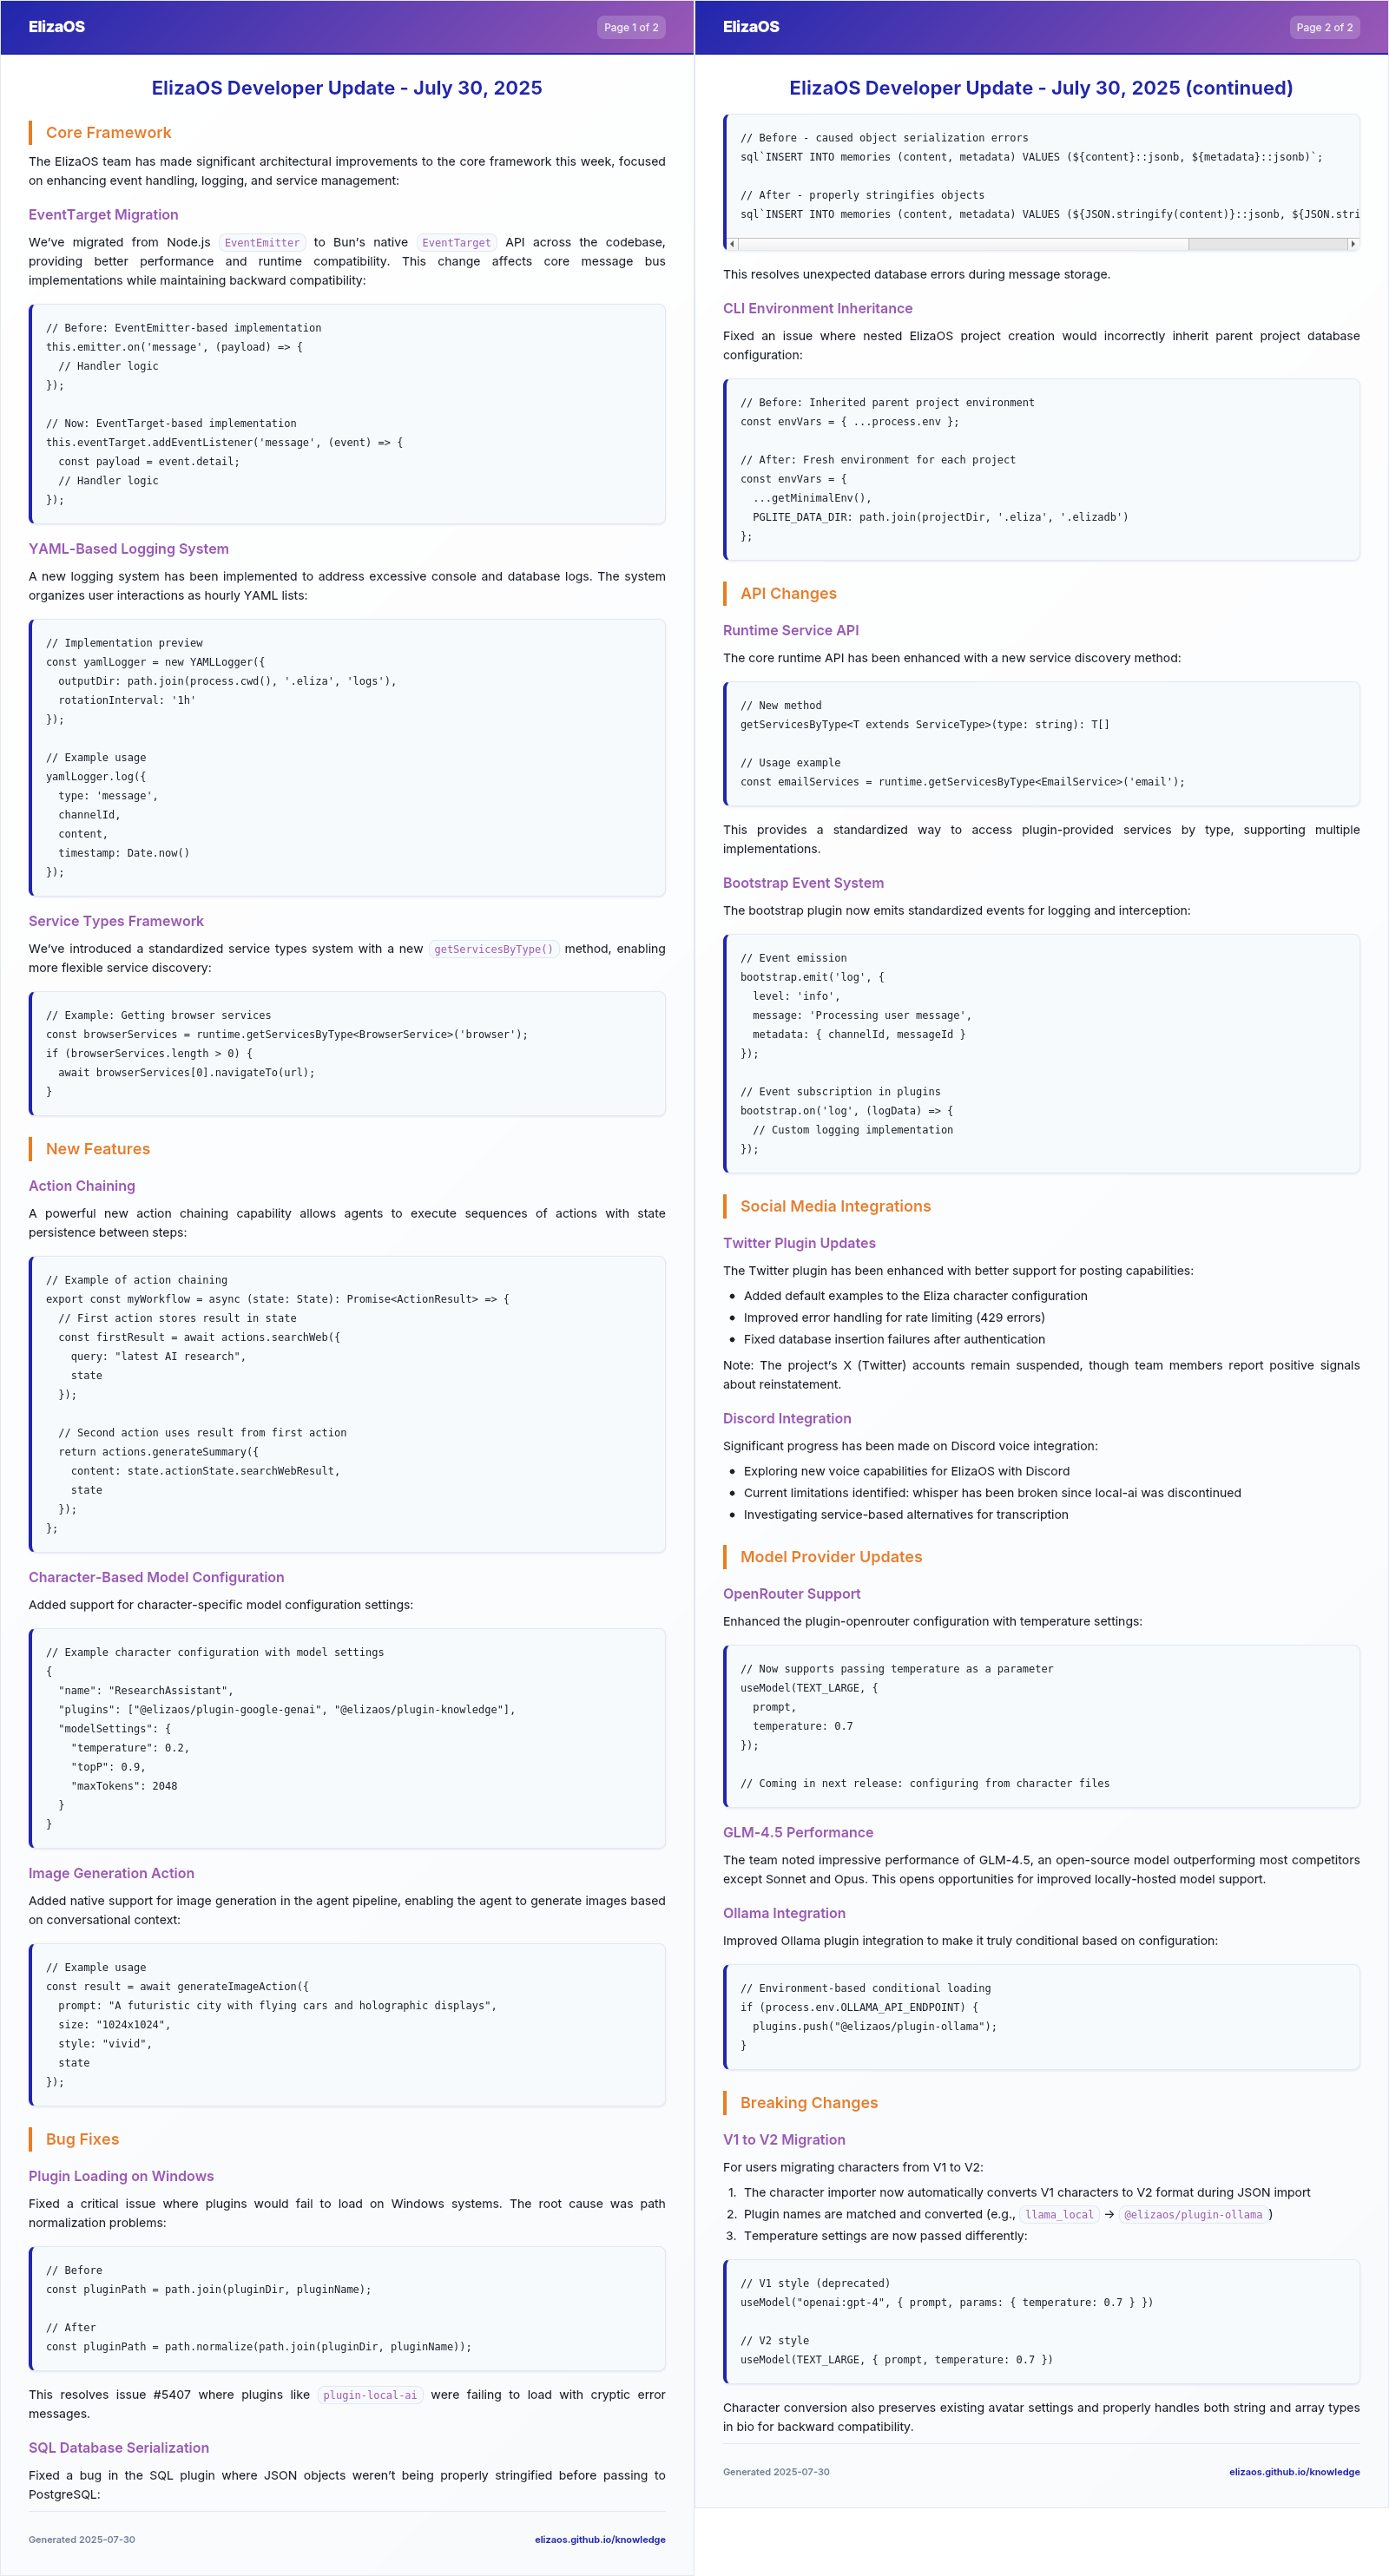 ElizaOS
Page 1 of 2
ElizaOS Developer Update - July 30, 2025
Core Framework
The ElizaOS team has made significant architectural improvements to the core framework this week, focused
on enhancing event handling, logging, and service management:
EventTarget Migration
We've migrated from Node.js EventEmitter to Bun's native EventTarget API across the codebase,
providing better performance and runtime compatibility. This change affects core message bus
implementations while maintaining backward compatibility:
// Before: EventEmitter-based implementation
this.emitter.on('message', (payload) => {
  // Handler logic
});

// Now: EventTarget-based implementation
this.eventTarget.addEventListener('message', (event) => {
  const payload = event.detail;
  // Handler logic
});
YAML-Based Logging System
A new logging system has been implemented to address excessive console and database logs. The system
organizes user interactions as hourly YAML lists:
// Implementation preview
const yamlLogger = new YAMLLogger({
  outputDir: path.join(process.cwd(), '.eliza', 'logs'),
  rotationInterval: '1h'
});

// Example usage
yamlLogger.log({
  type: 'message',
  channelId,
  content,
  timestamp: Date.now()
});
Service Types Framework
We've introduced a standardized service types system with a new getServicesByType() method, enabling
more flexible service discovery:
// Example: Getting browser services
const browserServices = runtime.getServicesByType<BrowserService>('browser');
if (browserServices.length > 0) {
  await browserServices[0].navigateTo(url);
}
New Features
Action Chaining
A powerful new action chaining capability allows agents to execute sequences of actions with state
persistence between steps:
// Example of action chaining
export const myWorkflow = async (state: State): Promise<ActionResult> => {
  // First action stores result in state
  const firstResult = await actions.searchWeb({
    query: "latest AI research",
    state
  });

  // Second action uses result from first action
  return actions.generateSummary({
    content: state.actionState.searchWebResult,
    state
  });
};
Character-Based Model Configuration
Added support for character-specific model configuration settings:
// Example character configuration with model settings
{
  "name": "ResearchAssistant",
  "plugins": ["@elizaos/plugin-google-genai", "@elizaos/plugin-knowledge"],
  "modelSettings": {
    "temperature": 0.2,
    "topP": 0.9,
    "maxTokens": 2048
  }
}
Image Generation Action
Added native support for image generation in the agent pipeline, enabling the agent to generate images based
on conversational context:
// Example usage
const result = await generateImageAction({
  prompt: "A futuristic city with flying cars and holographic displays",
  size: "1024x1024",
  style: "vivid",
  state
});
Bug Fixes
Plugin Loading on Windows
Fixed a critical issue where plugins would fail to load on Windows systems. The root cause was path
normalization problems:
// Before
const pluginPath = path.join(pluginDir, pluginName);

// After
const pluginPath = path.normalize(path.join(pluginDir, pluginName));
This resolves issue #5407 where plugins like plugin-local-ai were failing to load with cryptic error
messages.
SQL Database Serialization
Fixed a bug in the SQL plugin where JSON objects weren't being properly stringified before passing to
PostgreSQL:
Generated 2025-07-30
elizaos.github.io/knowledge
ElizaOS
Page 2 of 2
ElizaOS Developer Update - July 30, 2025 (continued)
// Before - caused object serialization errors
sql`INSERT INTO memories (content, metadata) VALUES (${content}::jsonb, ${metadata}::jsonb)`;

// After - properly stringifies objects
sql`INSERT INTO memories (content, metadata) VALUES (${JSON.stringify(content)}::jsonb, ${JSON.stri
This resolves unexpected database errors during message storage.
CLI Environment Inheritance
Fixed an issue where nested ElizaOS project creation would incorrectly inherit parent project database
configuration:
// Before: Inherited parent project environment
const envVars = { ...process.env };

// After: Fresh environment for each project
const envVars = {
  ...getMinimalEnv(),
  PGLITE_DATA_DIR: path.join(projectDir, '.eliza', '.elizadb')
};
API Changes
Runtime Service API
The core runtime API has been enhanced with a new service discovery method:
// New method
getServicesByType<T extends ServiceType>(type: string): T[]

// Usage example
const emailServices = runtime.getServicesByType<EmailService>('email');
This provides a standardized way to access plugin-provided services by type, supporting multiple
implementations.
Bootstrap Event System
The bootstrap plugin now emits standardized events for logging and interception:
// Event emission
bootstrap.emit('log', {
  level: 'info',
  message: 'Processing user message',
  metadata: { channelId, messageId }
});

// Event subscription in plugins
bootstrap.on('log', (logData) => {
  // Custom logging implementation
});
Social Media Integrations
Twitter Plugin Updates
The Twitter plugin has been enhanced with better support for posting capabilities:
• Added default examples to the Eliza character configuration
• Improved error handling for rate limiting (429 errors)
• Fixed database insertion failures after authentication
Note: The project's X (Twitter) accounts remain suspended, though team members report positive signals
about reinstatement.
Discord Integration
Significant progress has been made on Discord voice integration:
• Exploring new voice capabilities for ElizaOS with Discord
• Current limitations identified: whisper has been broken since local-ai was discontinued
• Investigating service-based alternatives for transcription
Model Provider Updates
OpenRouter Support
Enhanced the plugin-openrouter configuration with temperature settings:
// Now supports passing temperature as a parameter
useModel(TEXT_LARGE, {
  prompt,
  temperature: 0.7
});

// Coming in next release: configuring from character files
GLM-4.5 Performance
The team noted impressive performance of GLM-4.5, an open-source model outperforming most competitors
except Sonnet and Opus. This opens opportunities for improved locally-hosted model support.
Ollama Integration
Improved Ollama plugin integration to make it truly conditional based on configuration:
// Environment-based conditional loading
if (process.env.OLLAMA_API_ENDPOINT) {
  plugins.push("@elizaos/plugin-ollama");
}
Breaking Changes
V1 to V2 Migration
For users migrating characters from V1 to V2:
1. The character importer now automatically converts V1 characters to V2 format during JSON import
2. Plugin names are matched and converted (e.g., llama_local → @elizaos/plugin-ollama )
3. Temperature settings are now passed differently:
// V1 style (deprecated)
useModel("openai:gpt-4", { prompt, params: { temperature: 0.7 } })

// V2 style
useModel(TEXT_LARGE, { prompt, temperature: 0.7 })
Character conversion also preserves existing avatar settings and properly handles both string and array types
in bio for backward compatibility.
Generated 2025-07-30
elizaos.github.io/knowledge